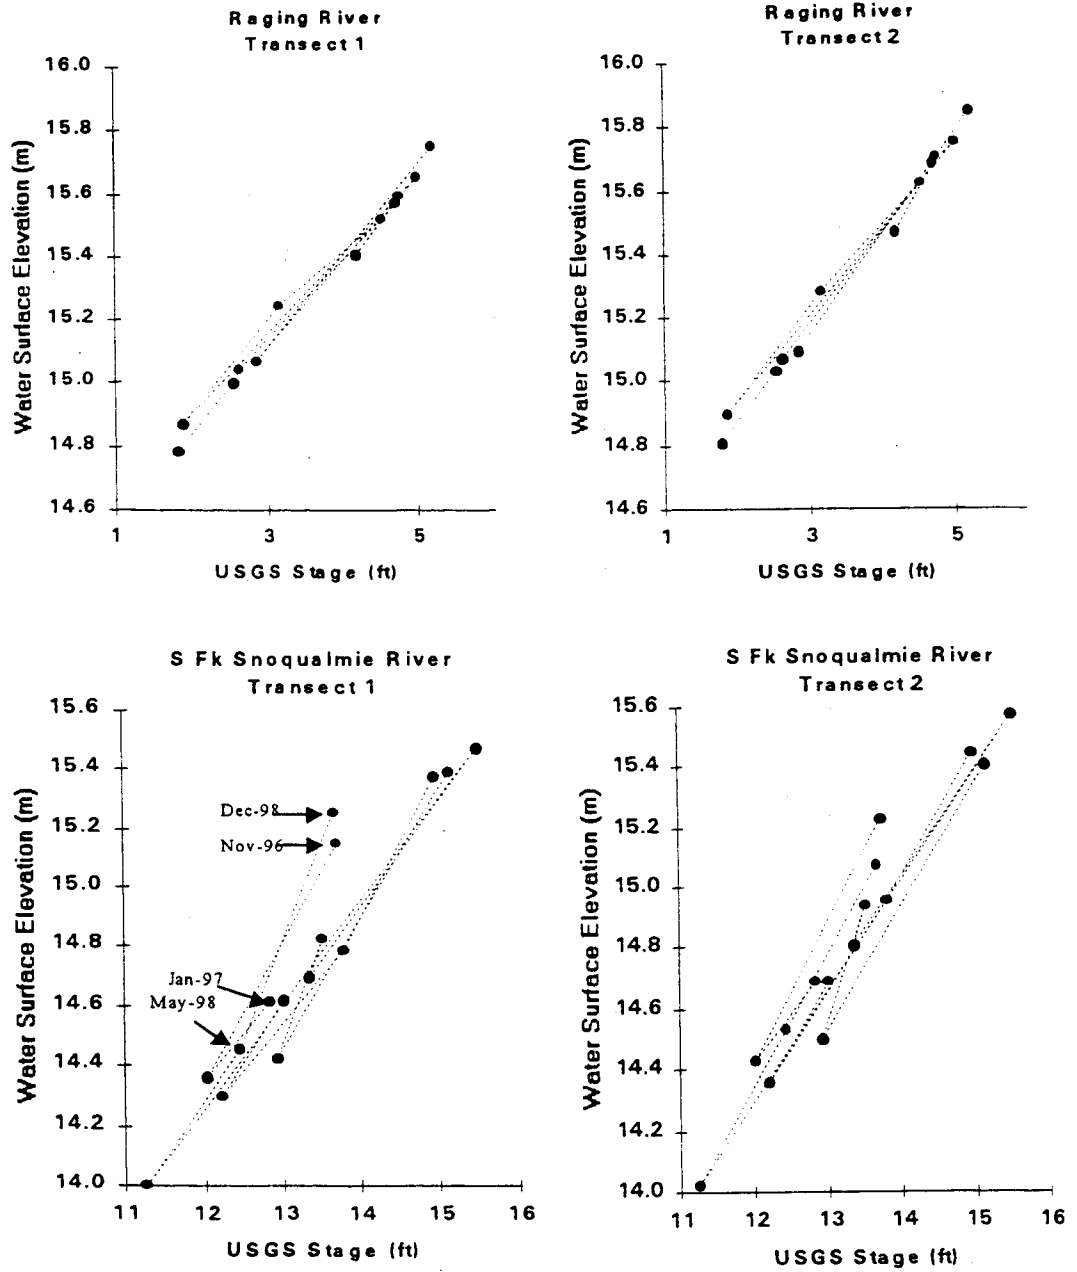 Raging River
Transect 1
16.0
15.8
15.6
15.4
15.2
15.0
14.8
14.6
Water Surface Elevation (m)
1 3 5
USGS Stage (ft)
Raging River
Transect 2
16.0
15.8
15.6
15.4
15.2
15.0
14.8
14.6
Water Surface Elevation (m)
1 3 5
USGS Stage (ft)
S Fk Snoqualmie River
Transect 1
15.6
15.4
15.2
15.0
14.8
14.6
14.4
14.2
14.0
Water Surface Elevation (m)
Dec-98
Nov-96
Jan-97
May-98
11 12 13 14 15 16
USGS Stage (ft)
S Fk Snoqualmie River
Transect 2
15.6
15.4
15.2
15.0
14.8
14.6
14.4
14.2
14.0
Water Surface Elevation (m)
11 12 13 14 15 16
USGS Stage (ft)